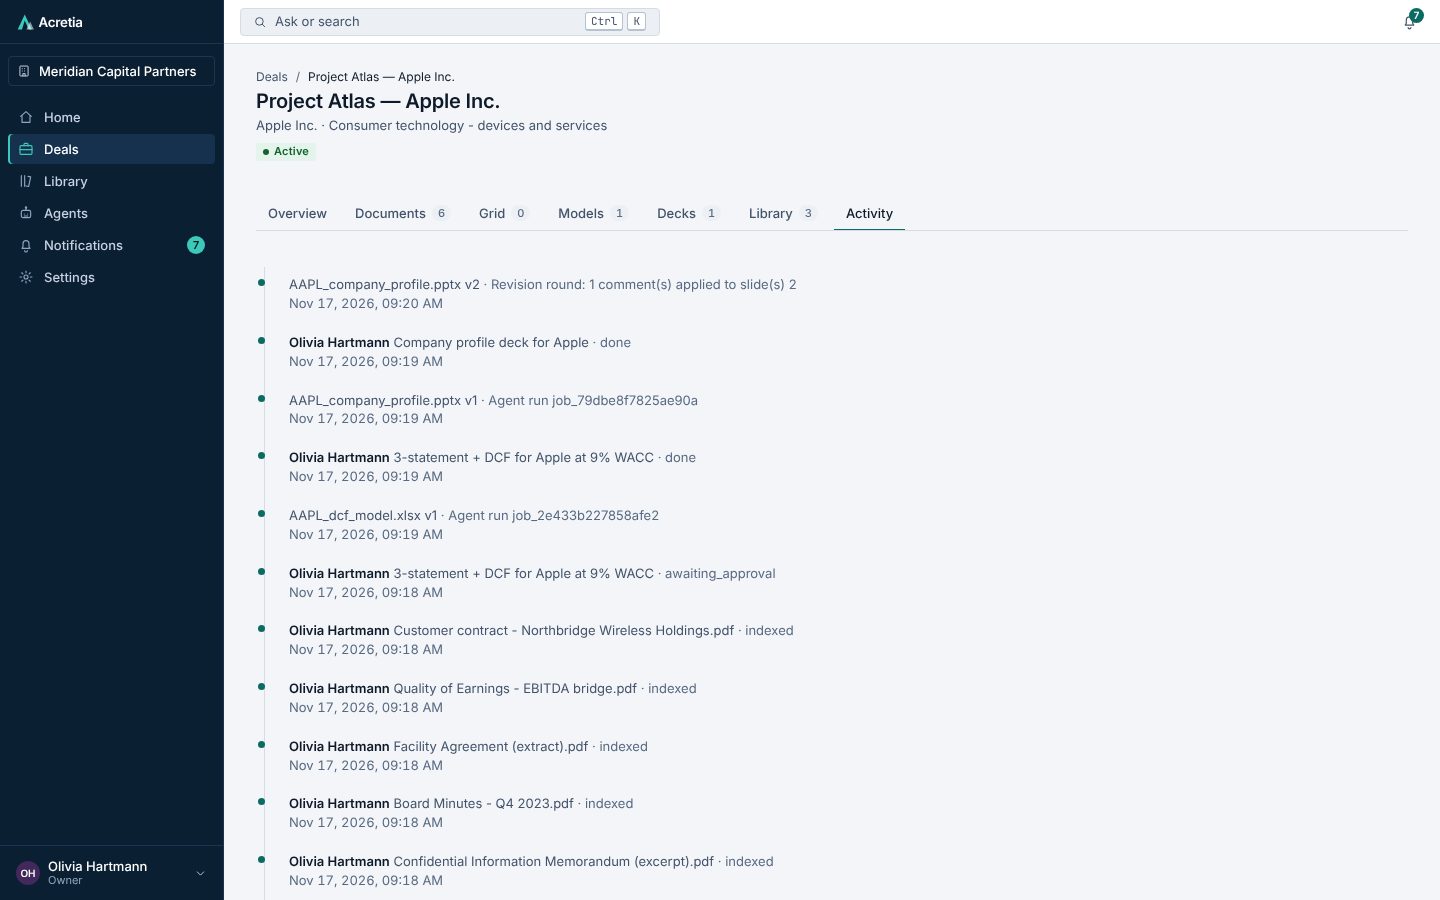 Acretia
Meridian Capital Partners
Home
Deals
Library
Agents
Notifications 7
Settings
Olivia Hartmann
OH
Owner
Ask or search Ctrl K
7
Deals / Project Atlas — Apple Inc.
Project Atlas — Apple Inc.
Apple Inc. · Consumer technology - devices and services
Active
Overview Documents 6 Grid 0 Models 1 Decks 1 Library 3 Activity
AAPL_company_profile.pptx v2 · Revision round: 1 comment(s) applied to slide(s) 2
Nov 17, 2026, 09:20 AM
Olivia Hartmann Company profile deck for Apple · done
Nov 17, 2026, 09:19 AM
AAPL_company_profile.pptx v1 · Agent run job_79dbe8f7825ae90a
Nov 17, 2026, 09:19 AM
Olivia Hartmann 3-statement + DCF for Apple at 9% WACC · done
Nov 17, 2026, 09:19 AM
AAPL_dcf_model.xlsx v1 · Agent run job_2e433b227858afe2
Nov 17, 2026, 09:19 AM
Olivia Hartmann 3-statement + DCF for Apple at 9% WACC · awaiting_approval
Nov 17, 2026, 09:18 AM
Olivia Hartmann Customer contract - Northbridge Wireless Holdings.pdf · indexed
Nov 17, 2026, 09:18 AM
Olivia Hartmann Quality of Earnings - EBITDA bridge.pdf · indexed
Nov 17, 2026, 09:18 AM
Olivia Hartmann Facility Agreement (extract).pdf · indexed
Nov 17, 2026, 09:18 AM
Olivia Hartmann Board Minutes - Q4 2023.pdf · indexed
Nov 17, 2026, 09:18 AM
Olivia Hartmann Confidential Information Memorandum (excerpt).pdf · indexed
Nov 17, 2026, 09:18 AM